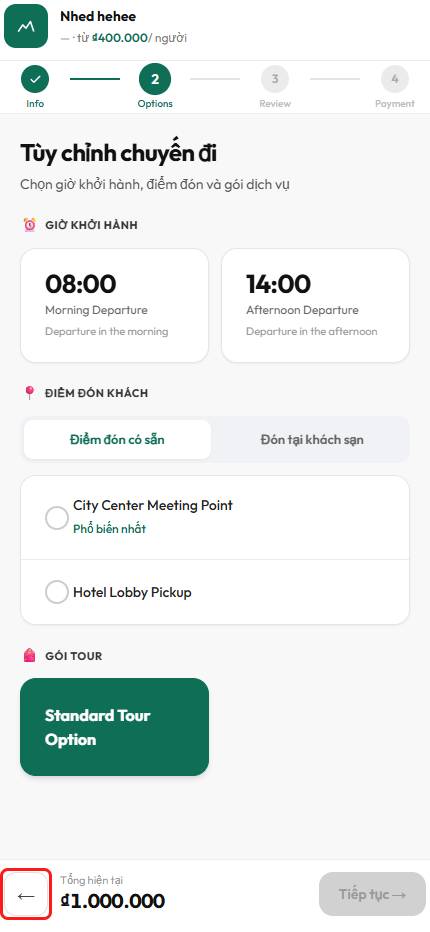 Nhed hehee
— · từ ₫400.000/ người
2
3
4
Info
Options
Review
Payment
Tùy chỉnh chuyến đi
Chọn giờ khởi hành, điểm đón và gói dịch vụ
GIỜ KHỞI HÀNH
08:00
Morning Departure
Departure in the morning
14:00
Afternoon Departure
Departure in the afternoon
ĐIỂM ĐÓN KHÁCH
Điểm đón có sẵn
Đón tại khách sạn
City Center Meeting Point
Phổ biến nhất
Hotel Lobby Pickup
GÓI TOUR
Standard Tour
Option
←
Tổng hiện tại
₫1.000.000
Tiếp tục →